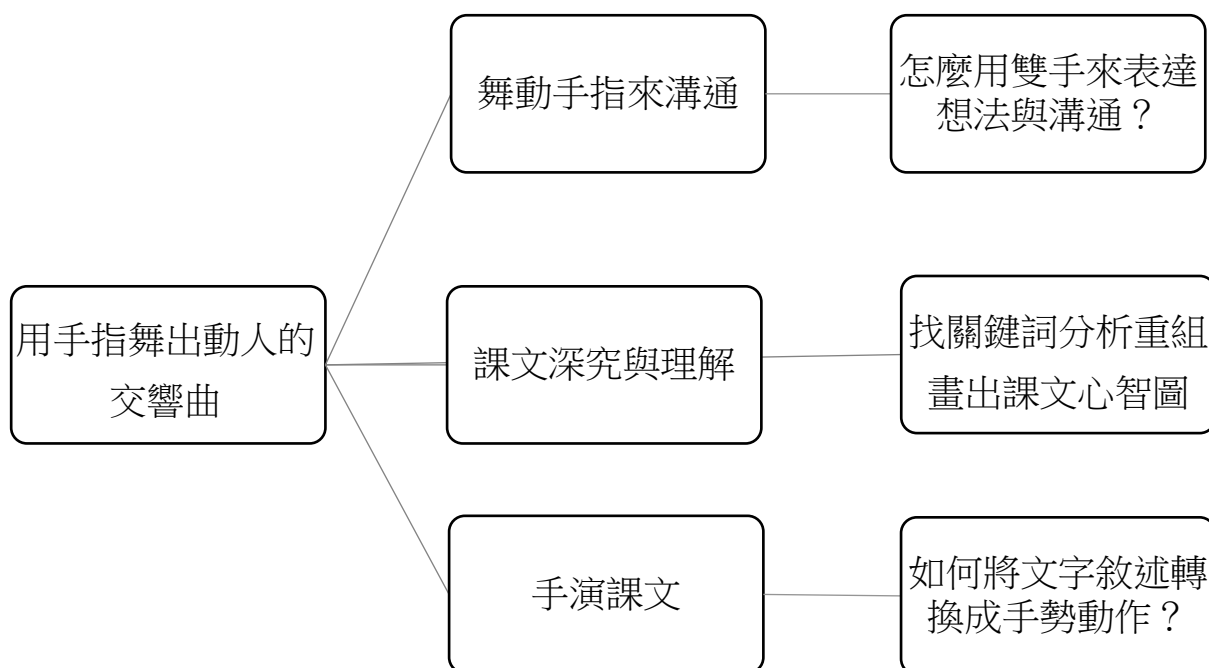 舞動手指來溝通
怎麼用雙手來表達
想法與溝通？
用手指舞出動人的
交響曲
課文深究與理解
找關鍵詞分析重組
畫出課文心智圖
手演課文
如何將文字敘述轉
換成手勢動作？